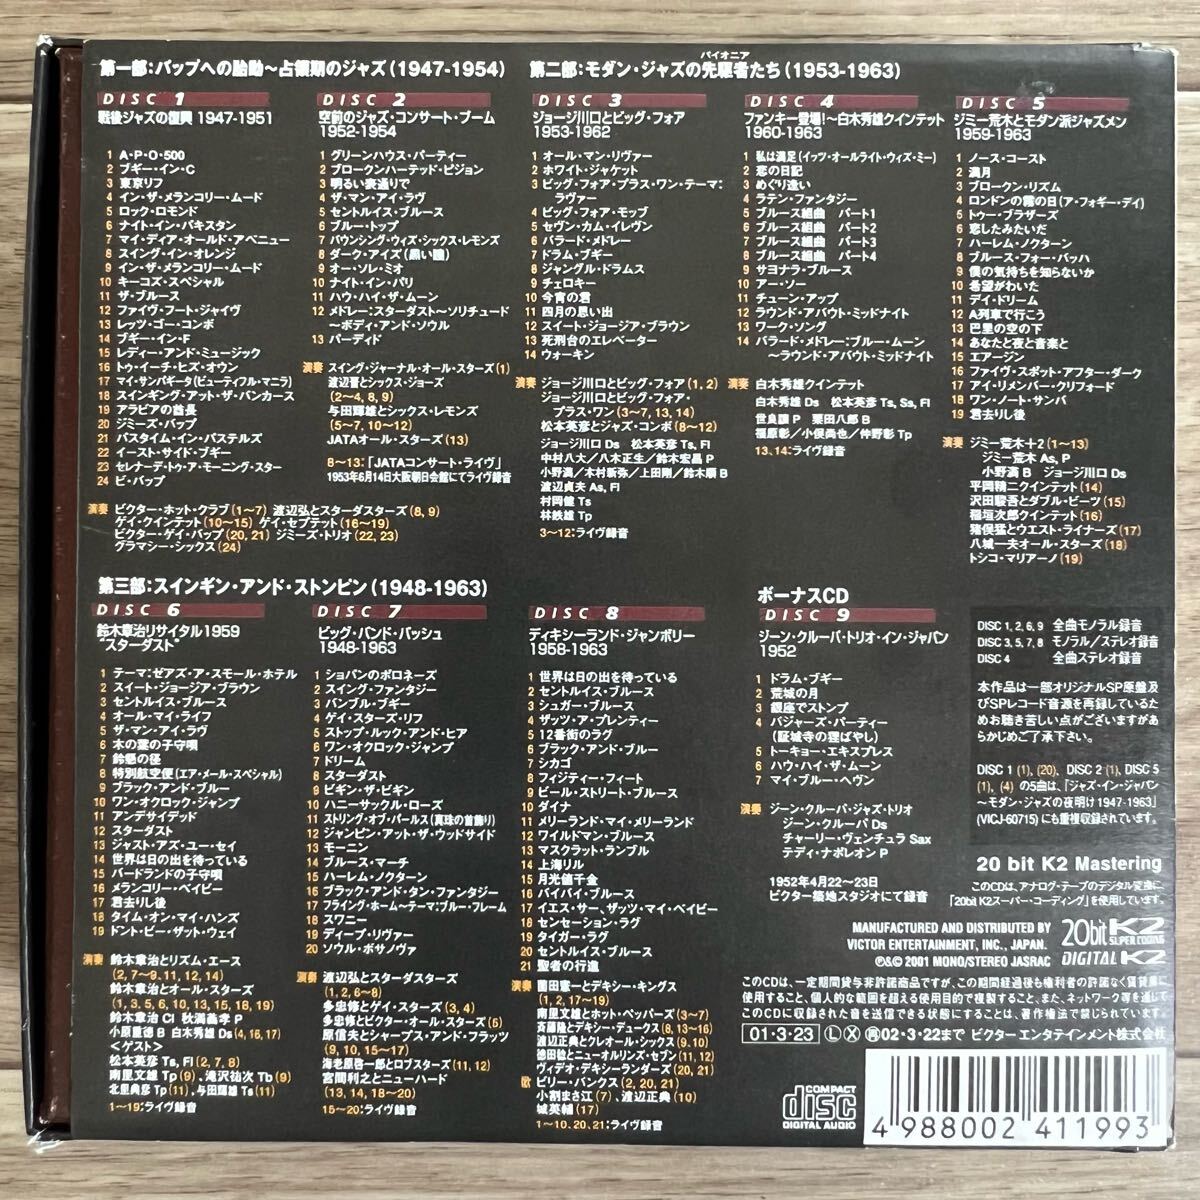 第一部:バップへの胎動～占領期のジャズ(1947-1954)
DISC 1
戦後ジャズの復興 1947-1951
1 A・P・O・500
2 ブギー・イン・C
3 東京リフ
4 イン・ザ・メランコリー・ムード
5 ロック・ロモンド
6 ナイト・イン・パキスタン
7 マイ・ディア・オールド・アベニュー
8 スイング・イン・オレンジ
9 イン・ザ・メランコリー・ムード
10 キーコズ・スペシャル
11 ザ・ブルース
12 ファイヴ・フート・ジャイヴ
13 レッツ・ゴー・コンボ
14 ブギー・イン・F
15 レディー・アンド・ミュージック
16 トゥ・イーチ・ヒズ・オウン
17 マイ・サンパギータ(ビューティフル・マニラ)
18 スインギング・アット・ザ・バンカース
19 アラビアの酋長
20 ジミーズ・バップ
21 パスタイム・イン・パステルズ
22 イースト・サイド・ブギー
23 セレナーデ・トゥ・ア・モーニング・スター
24 ビ・バップ
演奏 ビクター・ホット・クラブ(1～7) 渡辺弘とスターダスターズ(8, 9)
ゲイ・クインテット(10～15) ゲイ・セプテット(16～19)
ビクター・ゲイ・バップ(20, 21) ジミーズ・トリオ(22, 23)
グラマシー・シックス(24)
DISC 2
空前のジャズ・コンサート・ブーム
1952-1954
1 グリーンハウス・パーティー
2 ブロークンハーテッド・ピジョン
3 明るい表通りで
4 ザ・マン・アイ・ラヴ
5 セントルイス・ブルース
6 ブルー・トップ
7 バウンシング・ウィズ・シックス・レモンズ
8 ダーク・アイズ(黒い瞳)
9 オー・ソレ・ミオ
10 ナイト・イン・パリ
11 ハウ・ハイ・ザ・ムーン
12 メドレー:スターダスト～ソリチュード
～ボディ・アンド・ソウル
13 パーディド
演奏 スイング・ジャーナル・オール・スターズ(1)
渡辺晋とシックス・ジョーズ
(2～4, 8, 9)
与田輝雄とシックス・レモンズ
(5～7, 10～12)
JATAオール・スターズ(13)
8～13:「JATAコンサート・ライヴ」
1953年6月14日大阪朝日会館にてライヴ録音
第二部:モダン・ジャズの先駆者たち(1953-1963)
パイオニア
DISC 3
ジョージ川口とビッグ・フォア
1953-1962
1 オール・マン・リヴァー
2 ホワイト・ジャケット
3 ビッグ・フォア・プラス・ワン・テーマ:
ラヴァー
4 ビッグ・フォア・モップ
5 セヴン・カム・イレヴン
6 バラード・メドレー
7 ドラム・ブギー
8 ジャングル・ドラムス
9 チェロキー
10 今宵の君
11 四月の思い出
12 スイート・ジョージア・ブラウン
13 死刑台のエレベーター
14 ウォーキン
演奏 ジョージ川口とビッグ・フォア(1, 2)
ジョージ川口とビッグ・フォア・
プラス・ワン(3～7, 13, 14)
松本英彦とジャズ・コンボ(8～12)
ジョージ川口 Ds 松本英彦 Ts, Fl
中村八大／八木正生／鈴木宏昌 P
小野満／木村新弥／上田剛／鈴木順 B
渡辺貞夫 As, Fl
村岡健 Ts
林鉄雄 Tp
3～12:ライヴ録音
DISC 4
ファンキー登場!～白木秀雄クインテット
1960-1963
1 私は満足(イッツ・オールライト・ウィズ・ミー)
2 恋の日記
3 めぐり逢い
4 ラテン・ファンタジー
5 ブルース組曲 パート1
6 ブルース組曲 パート2
7 ブルース組曲 パート3
8 ブルース組曲 パート4
9 サヨナラ・ブルース
10 アー・ソー
11 チューン・アップ
12 ラウンド・アバウト・ミッドナイト
13 ワーク・ソング
14 バラード・メドレー:ブルー・ムーン
～ラウンド・アバウト・ミッドナイト
演奏 白木秀雄クインテット
白木秀雄 Ds 松本英彦 Ts, Ss, Fl
世良譲 P 栗田八郎 B
福原彰／小俣尚也／仲野彰 Tp
13, 14:ライヴ録音
DISC 5
ジミー荒木とモダン派ジャズメン
1959-1963
1 ノース・コースト
2 満月
3 ブロークン・リズム
4 ロンドンの霧の日(ア・フォギー・デイ)
5 トゥー・ブラザーズ
6 恋したみたいだ
7 ハーレム・ノクターン
8 ブルース・フォー・バッハ
9 僕の気持ちを知らないか
10 希望がわいた
11 デイ・ドリーム
12 A列車で行こう
13 巴里の空の下
14 あなたと夜と音楽と
15 エアージン
16 ファイヴ・スポット・アフター・ダーク
17 アイ・リメンバー・クリフォード
18 ワン・ノート・サンバ
19 君去りし後
演奏 ジミー荒木+2(1～13)
ジミー荒木 As, P
小野満 B ジョージ川口 Ds
平岡精二クインテット(14)
沢田駿吾とダブル・ビーツ(15)
稲垣次郎クインテット(16)
猪俣猛とウエスト・ライナーズ(17)
八城一夫オール・スターズ(18)
トシコ・マリアーノ(19)
第三部:スインギン・アンド・ストンピン(1948-1963)
DISC 6
鈴木章治リサイタル1959
"スターダスト"
1 テーマ:ゼアズ・ア・スモール・ホテル
2 スイート・ジョージア・ブラウン
3 セントルイス・ブルース
4 オール・マイ・ライフ
5 ザ・マン・アイ・ラヴ
6 木の葉の子守唄
7 鈴懸の径
8 特別航空便(エア・メール・スペシャル)
9 ブラック・アンド・ブルー
10 ワン・オクロック・ジャンプ
11 アンデサイデッド
12 スターダスト
13 ジャスト・アズ・ユー・セイ
14 世界は日の出を待っている
15 バードランドの子守唄
16 メランコリー・ベイビー
17 君去りし後
18 タイム・オン・マイ・ハンズ
19 ドント・ビー・ザット・ウェイ
演奏 鈴木章治とリズム・エース
(2, 7～9, 11, 12, 14)
鈴木章治とオール・スターズ
(1, 3, 5, 6, 10, 13, 15, 16, 19)
鈴木章治 Cl 秋満義孝 P
小原重徳 B 白木秀雄 Ds(4, 16, 17)
<ゲスト>
松本英彦 Ts, Fl(2, 7, 8)
南里文雄 Tp(9)、滝沢祐次 Tb(9)
北里典彦 Tp(11)、与田輝雄 Ts(11)
1～19:ライヴ録音
DISC 7
ビッグ・バンド・バッシュ
1948-1963
1 ショパンのポロネーズ
2 スイング・ファンタジー
3 バンブル・ブギー
4 ゲイ・スターズ・リフ
5 ストップ・ルック・アンド・ヒア
6 ワン・オクロック・ジャンプ
7 ドリーム
8 スターダスト
9 ビギン・ザ・ビギン
10 ハニーサックル・ローズ
11 ストリング・オブ・パールス(真珠の首飾り)
12 ジャンピン・アット・ザ・ウッドサイド
13 モーニン
14 ブルース・マーチ
15 ハーレム・ノクターン
16 ブラック・アンド・タン・ファンタジー
17 フライング・ホーム～テーマ:ブルー・フレーム
18 スワニー
19 ディープ・リヴァー
20 ソウル・ボサノヴァ
演奏 渡辺弘とスターダスターズ
(1, 2, 6～8)
多忠修とゲイ・スターズ(3, 4)
多忠修とビクター・オール・スターズ(5)
原信夫とシャープス・アンド・フラッツ
(9, 10, 15～17)
海老原啓一郎とロブスターズ(11, 12)
宮間利之とニューハード
(13, 14, 18～20)
15～20:ライヴ録音
DISC 8
ディキシーランド・ジャンボリー
1958-1963
1 世界は日の出を待っている
2 セントルイス・ブルース
3 シュガー・ブルース
4 ザッツ・ア・プレンティー
5 12番街のラグ
6 ブラック・アンド・ブルー
7 シカゴ
8 フィジティー・フィート
9 ビール・ストリート・ブルース
10 ダイナ
11 メリーランド・マイ・メリーランド
12 ワイルドマン・ブルース
13 マスクラット・ランブル
14 上海リル
15 月光値千金
16 バイバイ・ブルース
17 イエス・サー、ザッツ・マイ・ベイビー
18 センセーション・ラグ
19 タイガー・ラグ
20 セントルイス・ブルース
21 聖者の行進
演奏 薗田憲一とデキシー・キングス
(1, 2, 17～19)
南里文雄とホット・ペッパーズ(3～7)
斉藤隆とデキシー・デュークス(8, 13～16)
渡辺正典とクレオール・シックス(9, 10)
徳田稔とニューオルリンズ・セブン(11, 12)
ヴィデオ・デキシーランダーズ(20, 21)
歌 ビリー・バンクス(2, 20, 21)
小割まさ江(7)、渡辺正典(10)
城英輔(17)
1～10, 20, 21:ライヴ録音
ボーナスCD
DISC 9
ジーン・クルーパ・トリオ・イン・ジャパン
1952
1 ドラム・ブギー
2 荒城の月
3 銀座でストンプ
4 バジャーズ・パーティー
(証城寺の狸ばやし)
5 トーキョー・エキスプレス
6 ハウ・ハイ・ザ・ムーン
7 マイ・ブルー・ヘヴン
演奏 ジーン・クルーパ・ジャズ・トリオ
ジーン・クルーパ Ds
チャーリー・ヴェンチュラ Sax
テディ・ナポレオン P
1952年4月22～23日
ビクター築地スタジオにて録音
DISC 1, 2, 6, 9 全曲モノラル録音
DISC 3, 5, 7, 8 モノラル／ステレオ録音
DISC 4 全曲ステレオ録音
本作品は一部オリジナルSP原盤及
びSPレコード音源を再録しているた
めお聴き苦しい点がございますがあ
らかじめご了承下さい。
DISC 1 (1), (20)、DISC 2 (1), DISC 5
(1), (4) の5曲は、「ジャズ・イン・ジャパン
～モダン・ジャズの夜明け1947-1963」
(VICJ-60715)にも重複収録されています。
20 bit K2 Mastering
このCDは、アナログ・テープのデジタル変換に
「20bit K2スーパー・コーディング」を使用しています。
MANUFACTURED AND DISTRIBUTED BY
VICTOR ENTERTAINMENT, INC., JAPAN.
Ⓟ&© 2001 MONO/STEREO JASRAC
20bit K2
SUPER CODING
DIGITAL K2
このCDは、一定期間貸与非許諾商品ですが、この期間経過後も権利者の許諾なく賃貸業に
使用すること、個人的な範囲を超える使用目的で複製すること、また、ネットワーク等を通じて
このCDに収録された音を送信できる状態にすることは、著作権法で禁じられています。
01・3・23 Ⓛ Ⓧ 再02・3・22まで ビクターエンタテインメント株式会社
COMPACT
disc
DIGITAL AUDIO
4 988002 411993